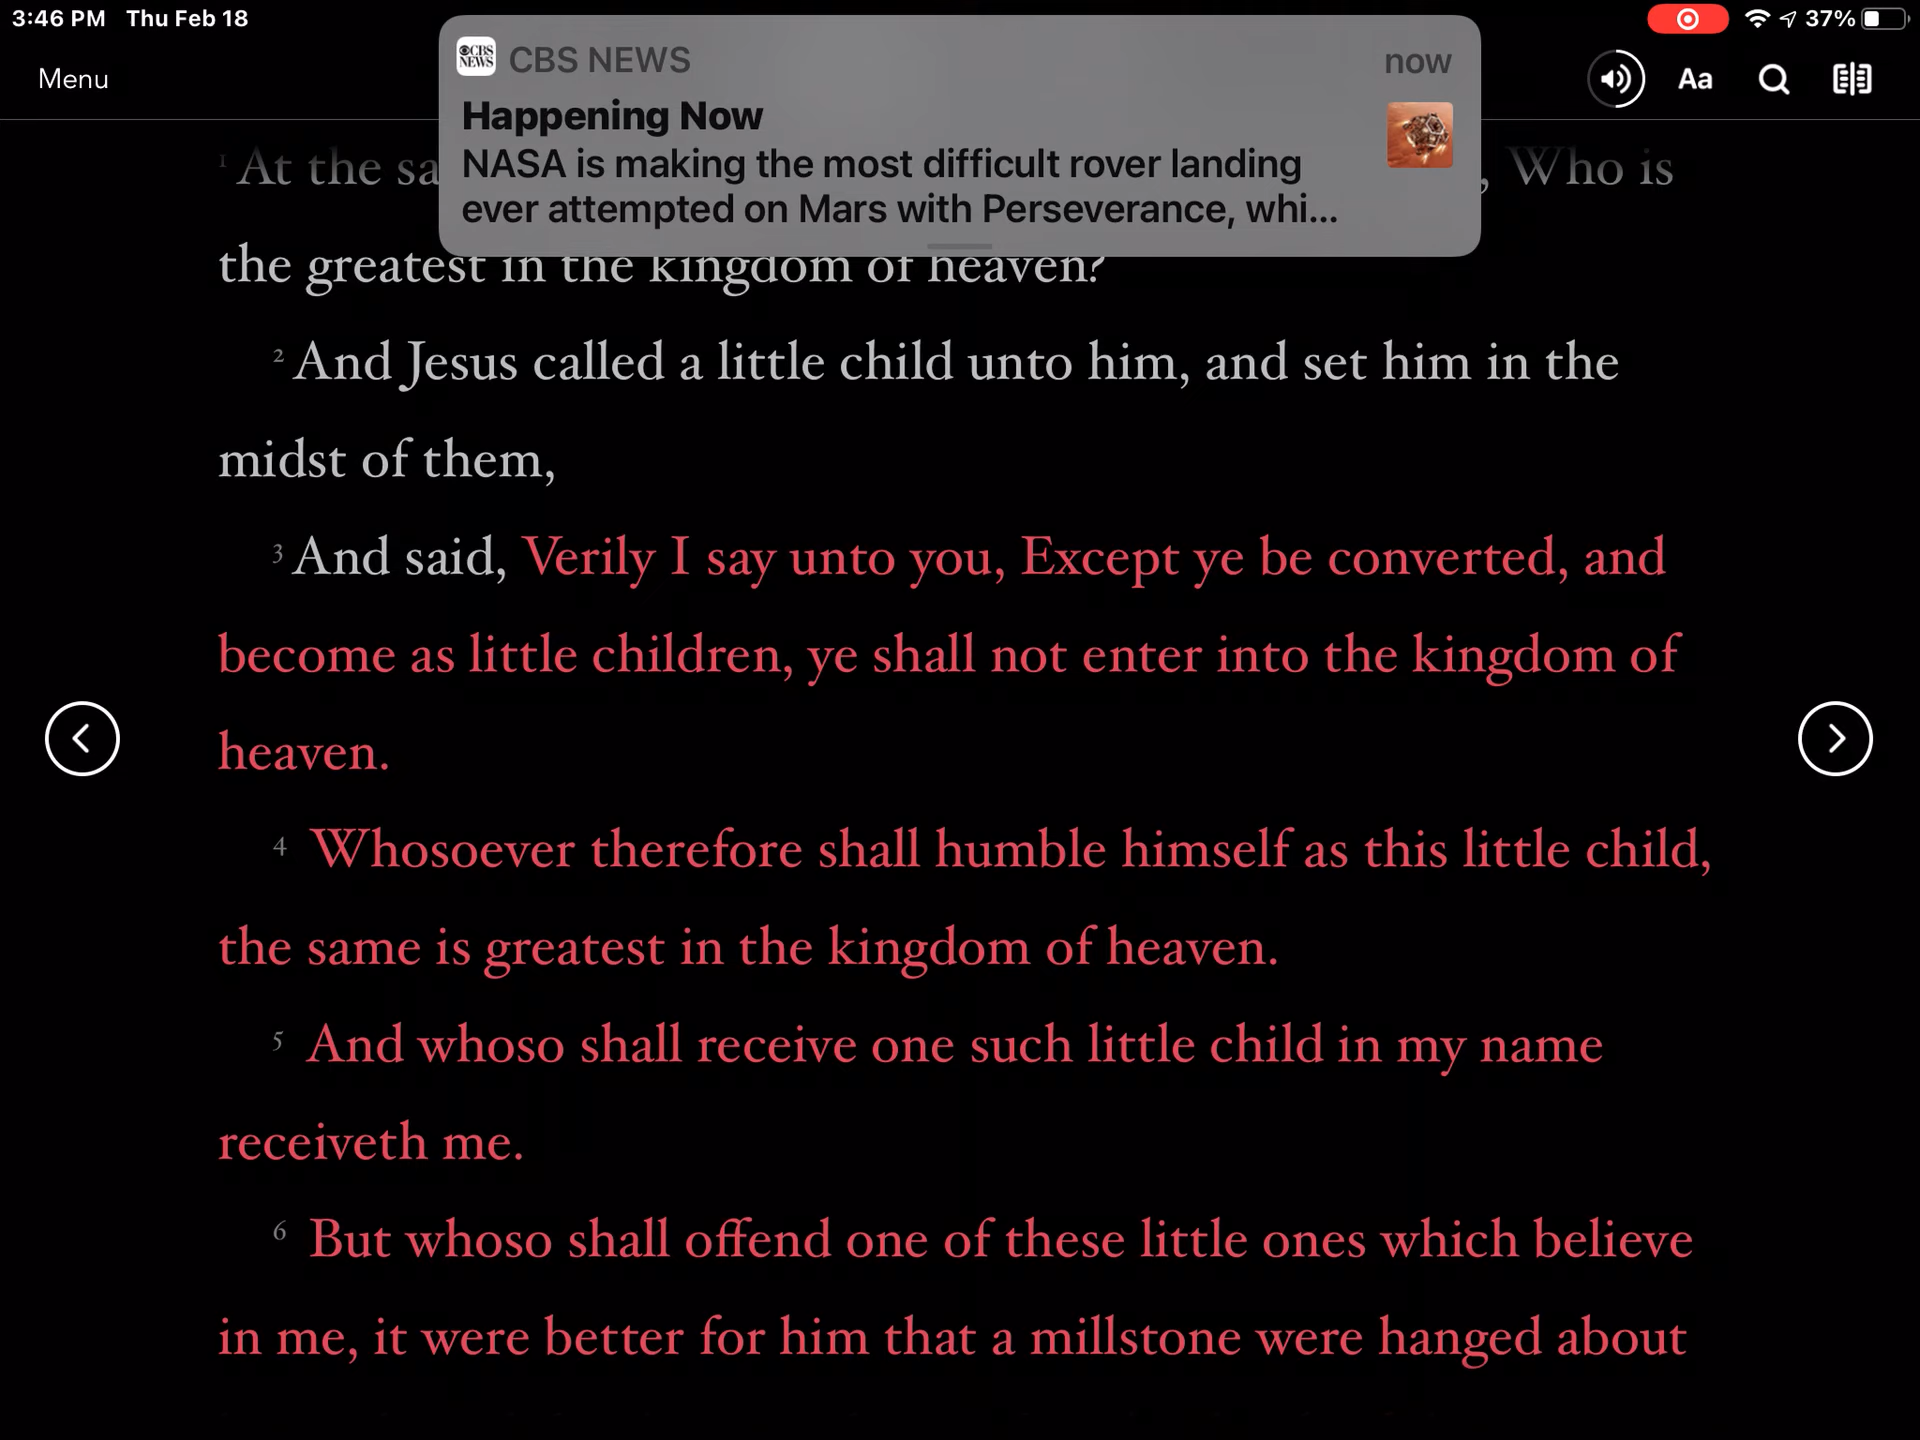 3:46 PM Thu Feb 18
37%
Menu
CBS NEWS
CBS NEWS
now
Aa
Happening Now
NASA is making the most difficult rover landing
ever attempted on Mars with Perseverance, whi...
1 At the sa , Who is
the greatest in the kingdom of heaven?
2 And Jesus called a little child unto him, and set him in the
midst of them,
3 And said, Verily I say unto you, Except ye be converted, and
become as little children, ye shall not enter into the kingdom of
heaven.
4 Whosoever therefore shall humble himself as this little child,
the same is greatest in the kingdom of heaven.
5 And whoso shall receive one such little child in my name
receiveth me.
6 But whoso shall offend one of these little ones which believe
in me, it were better for him that a millstone were hanged about